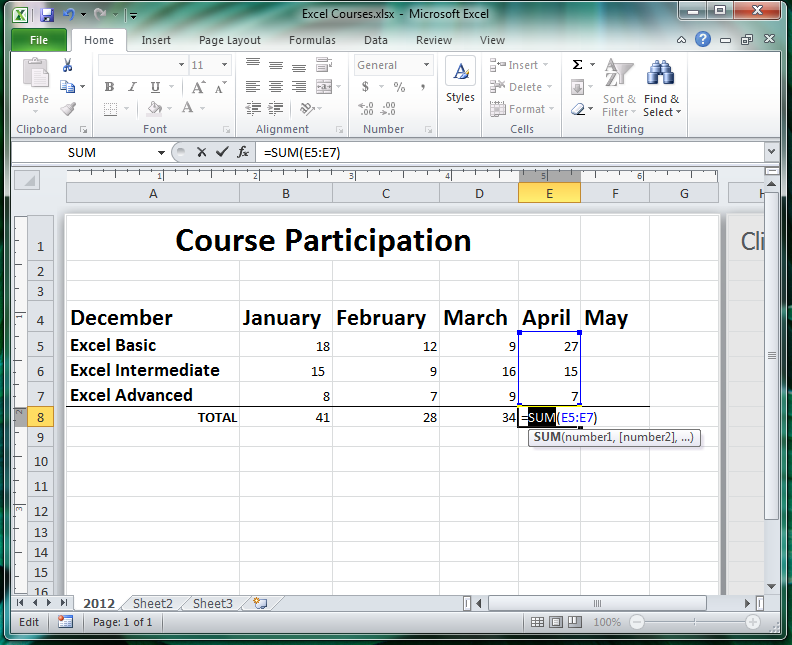 Excel Courses.xlsx - Microsoft Excel
File Home Insert Page Layout Formulas Data Review View
General 11
Paste B I U A A A $ % , Styles Insert Delete Format Σ Sort & Filter Find & Select
Clipboard Font Alignment Number Cells Editing
SUM fx =SUM(E5:E7)
1 2 3 4 5 6
A B C D E F G H
1 Course Participation Cli
2
3
4 December January February March April May
5 Excel Basic 18 12 9 27
6 Excel Intermediate 15 9 16 15
7 Excel Advanced 8 7 9 7
8 TOTAL 41 28 34 =SUM(E5:E7)
9 SUM(number1, [number2], ...)
10
11
12
13
14
15
16
2012 Sheet2 Sheet3
Edit Page: 1 of 1 100%